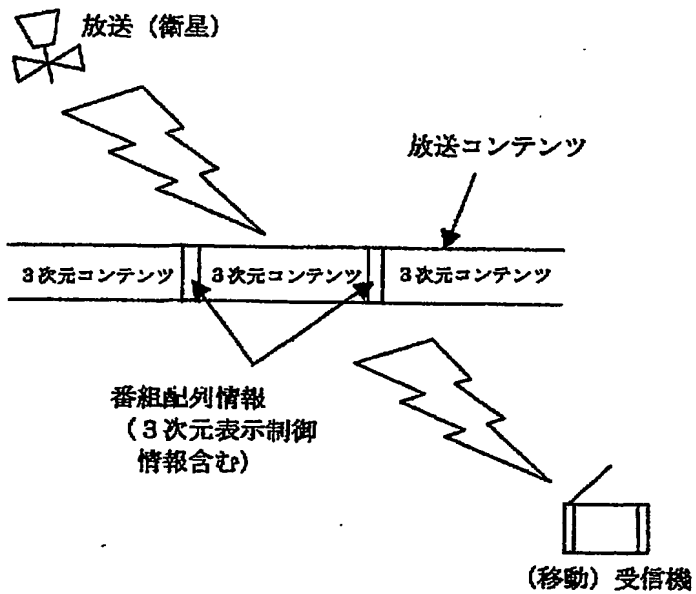 放送（衛星）
放送コンテンツ
３次元コンテンツ
３次元コンテンツ
３次元コンテンツ
番組配列情報
（３次元表示制御
情報含む）
（移動）受信機